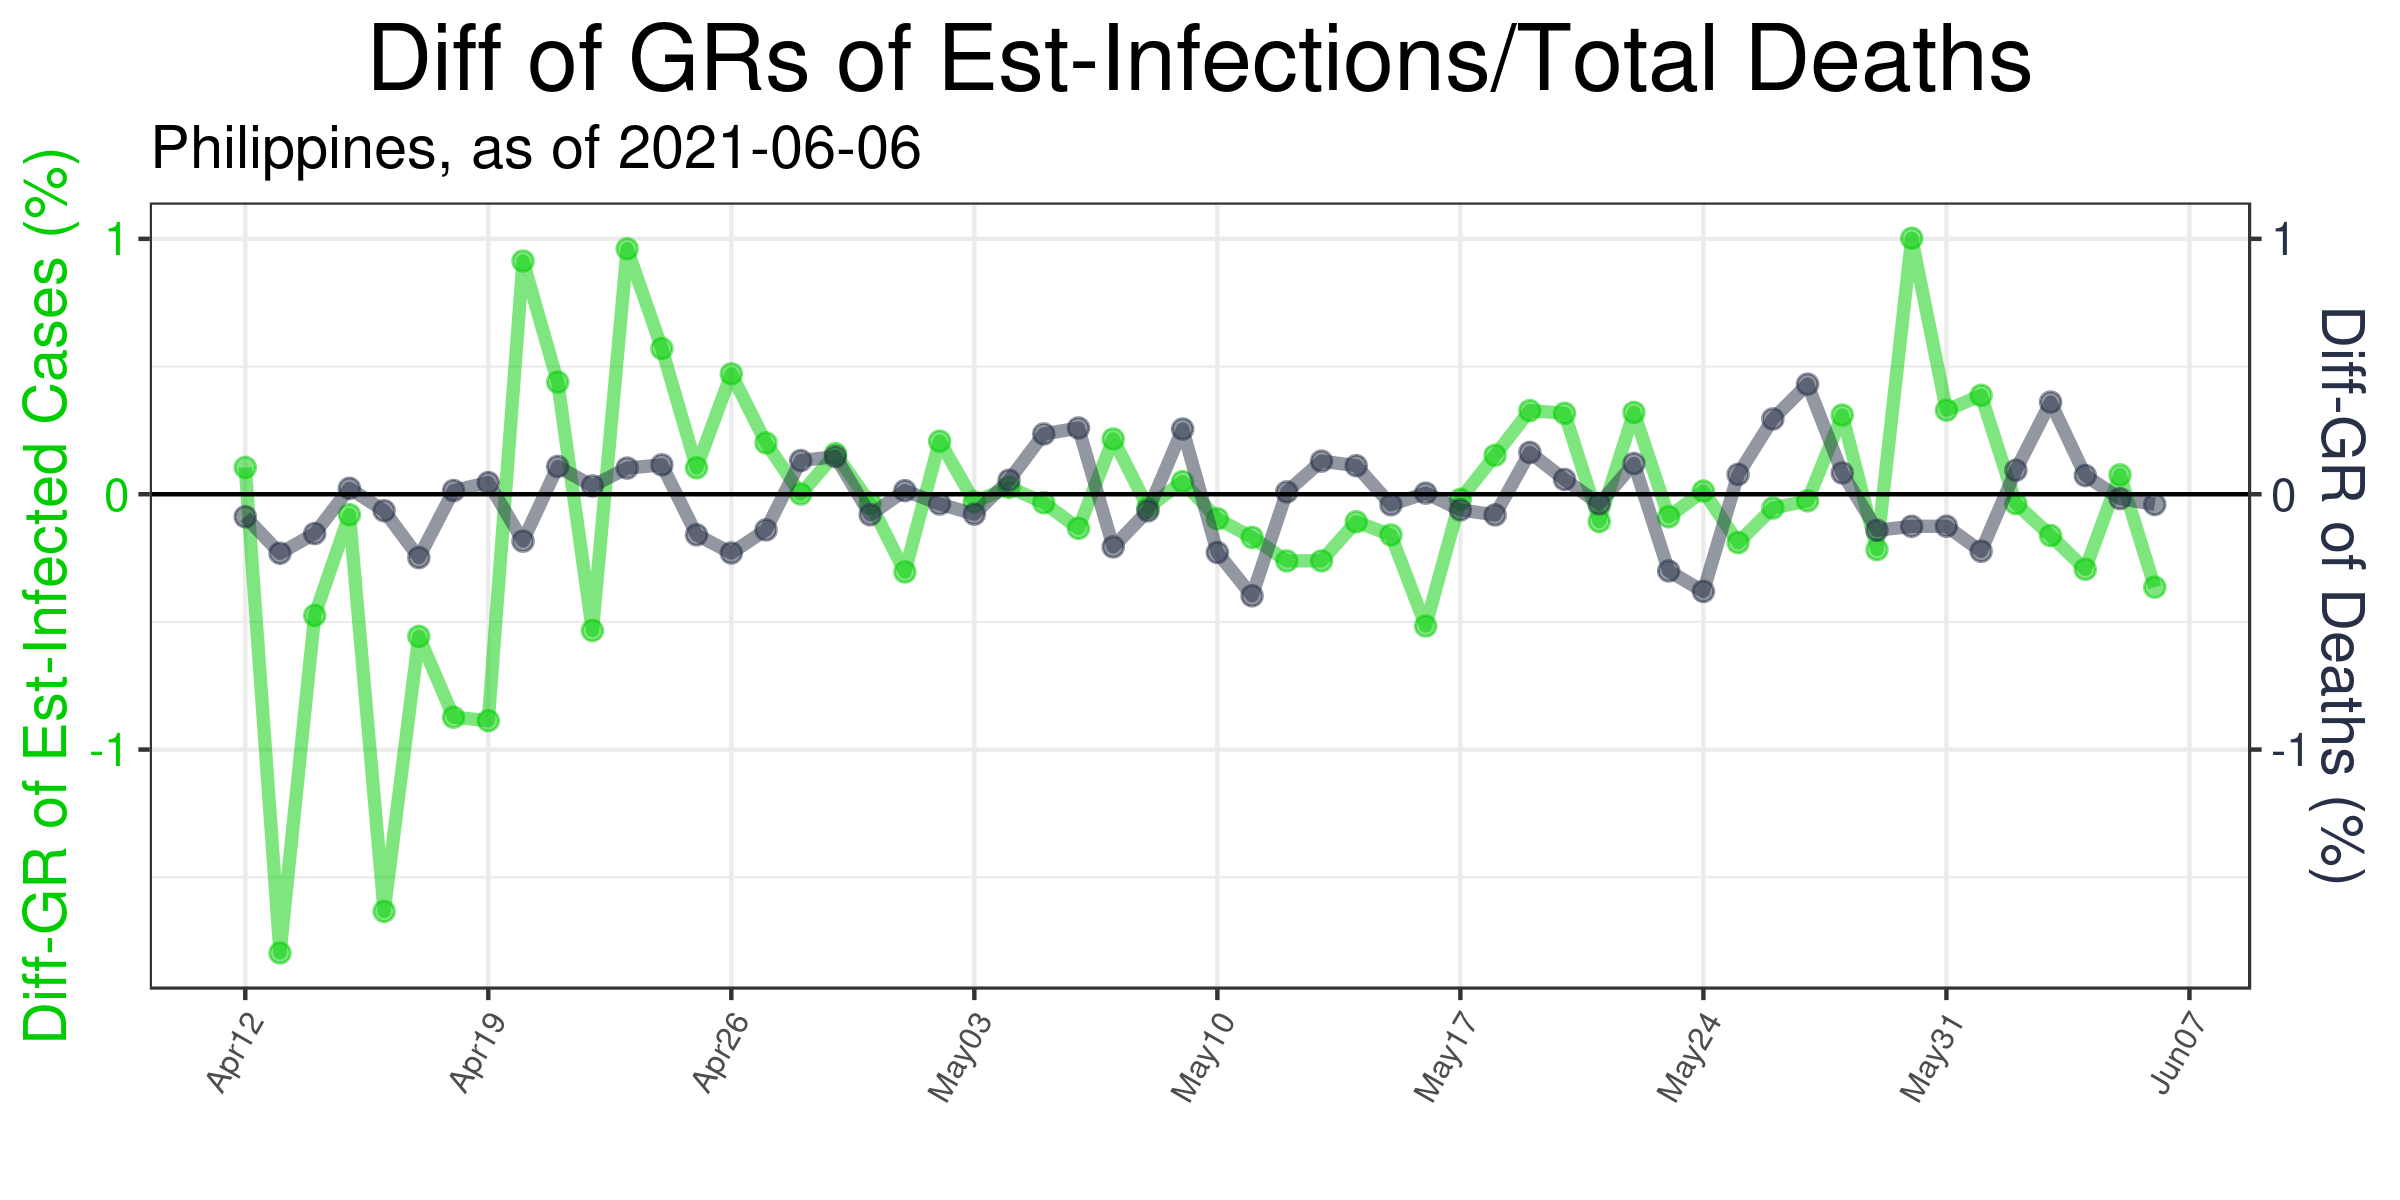 Diff of GRs of Est-Infections/Total Deaths
Philippines, as of 2021-06-06
Diff-GR of Est-Infected Cases (%)
1
0
-1
1
0
-1
Diff-GR of Deaths (%)
Apr12
Apr19
Apr26
May03
May10
May17
May24
May31
Jun07